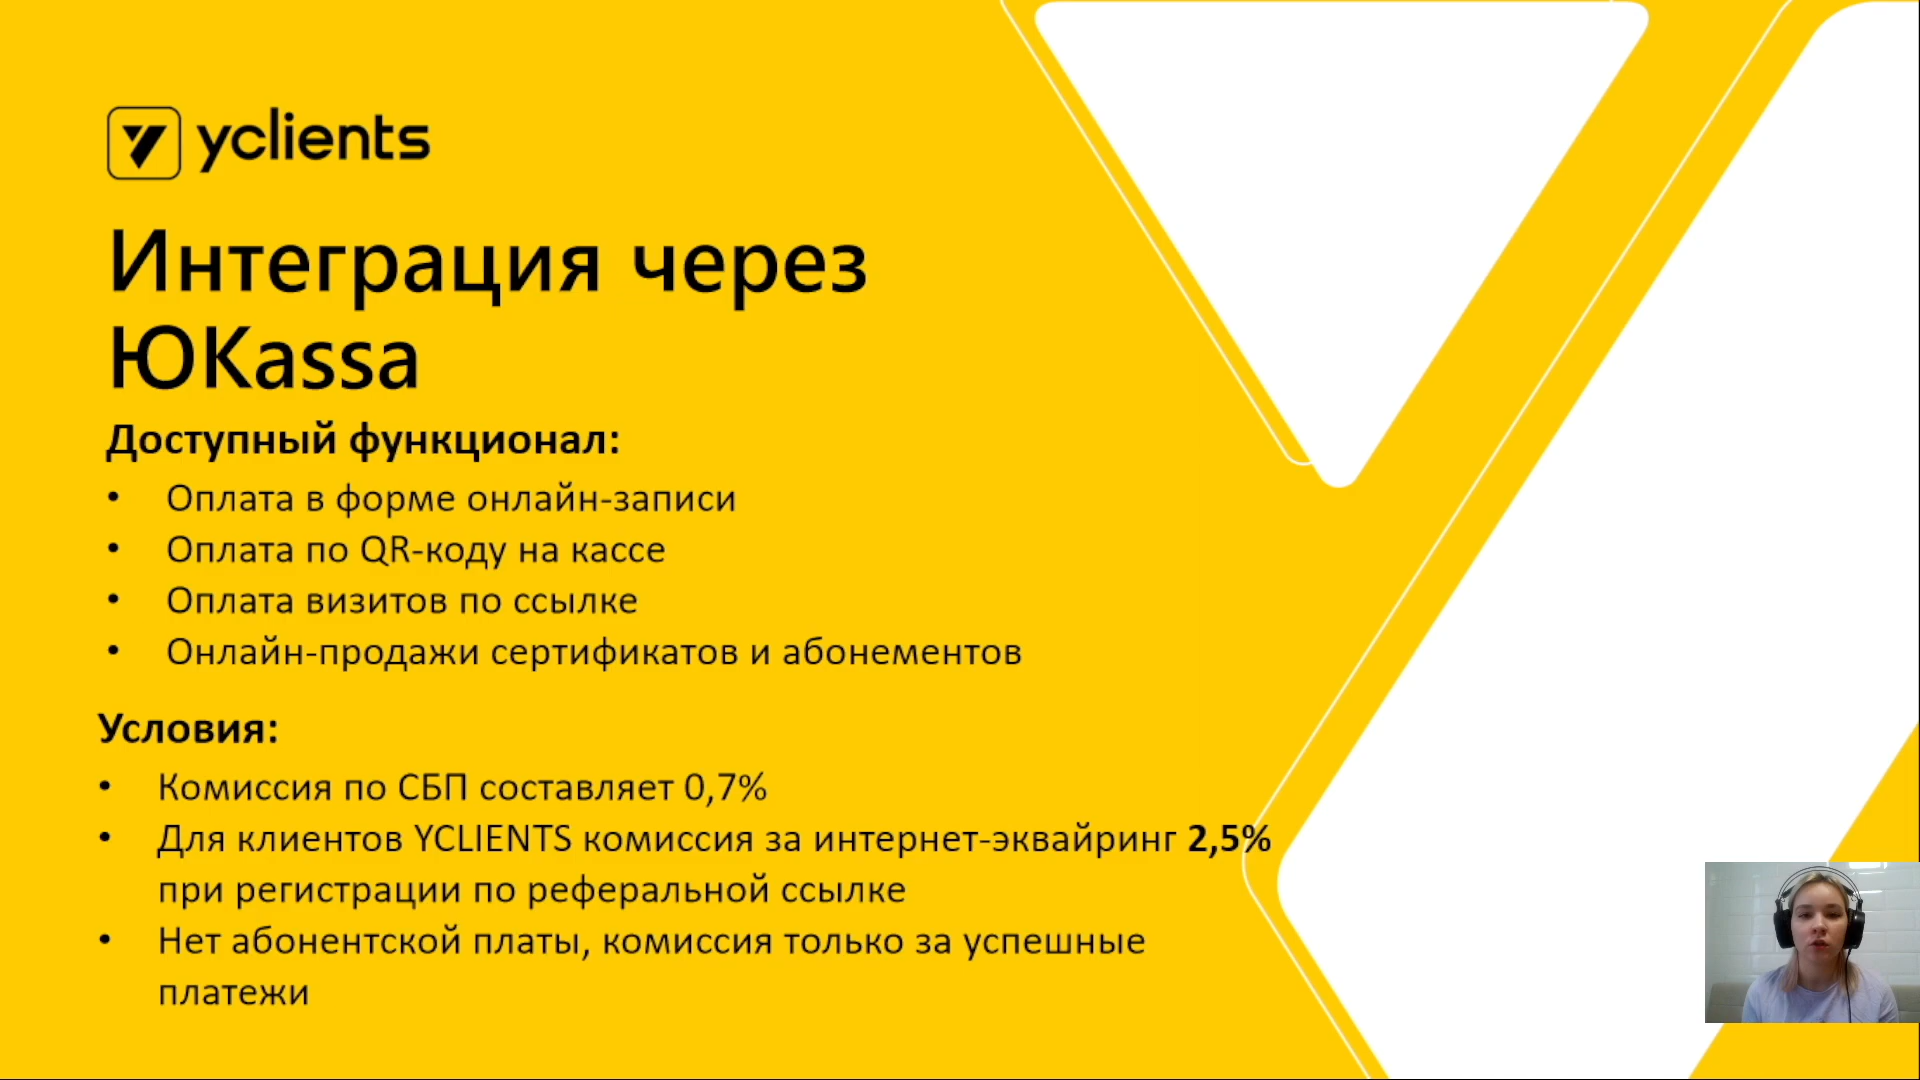 yclients
Интеграция через
ЮKassa
Доступный функционал:
• Оплата в форме онлайн-записи
• Оплата по QR-коду на кассе
• Оплата визитов по ссылке
• Онлайн-продажи сертификатов и абонементов
Условия:
• Комиссия по СБП составляет 0,7%
• Для клиентов YCLIENTS комиссия за интернет-эквайринг 2,5%
при регистрации по реферальной ссылке
• Нет абонентской платы, комиссия только за успешные
платежи